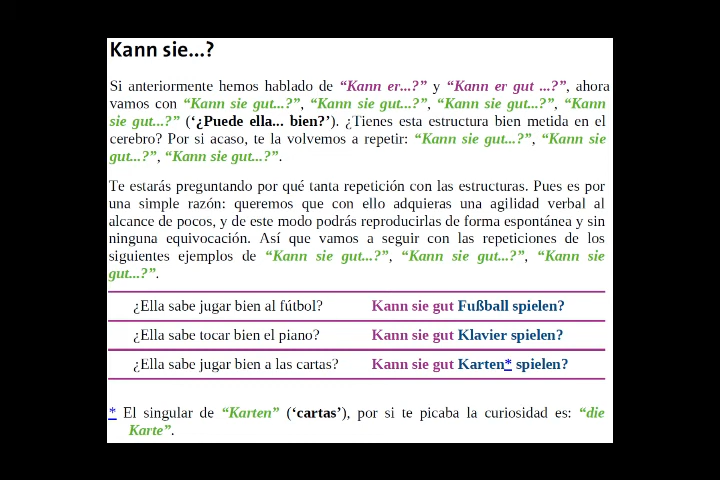 Kann sie...?
Si anteriormente hemos hablado de “Kann er...?” y “Kann er gut ...?”, ahora
vamos con “Kann sie gut...?”, “Kann sie gut...?”, “Kann sie gut...?”, “Kann
sie gut...?” (‘¿Puede ella... bien?’). ¿Tienes esta estructura bien metida en el
cerebro? Por si acaso, te la volvemos a repetir: “Kann sie gut...?”, “Kann sie
gut...?”, “Kann sie gut...?”.
Te estarás preguntando por qué tanta repetición con las estructuras. Pues es por
una simple razón: queremos que con ello adquieras una agilidad verbal al
alcance de pocos, y de este modo podrás reproducirlas de forma espontánea y sin
ninguna equivocación. Así que vamos a seguir con las repeticiones de los
siguientes ejemplos de “Kann sie gut...?”, “Kann sie gut...?”, “Kann sie
gut...?”.
¿Ella sabe jugar bien al fútbol? Kann sie gut Fußball spielen?
¿Ella sabe tocar bien el piano? Kann sie gut Klavier spielen?
¿Ella sabe jugar bien a las cartas? Kann sie gut Karten* spielen?
* El singular de “Karten” (‘cartas’), por si te picaba la curiosidad es: “die
Karte”.